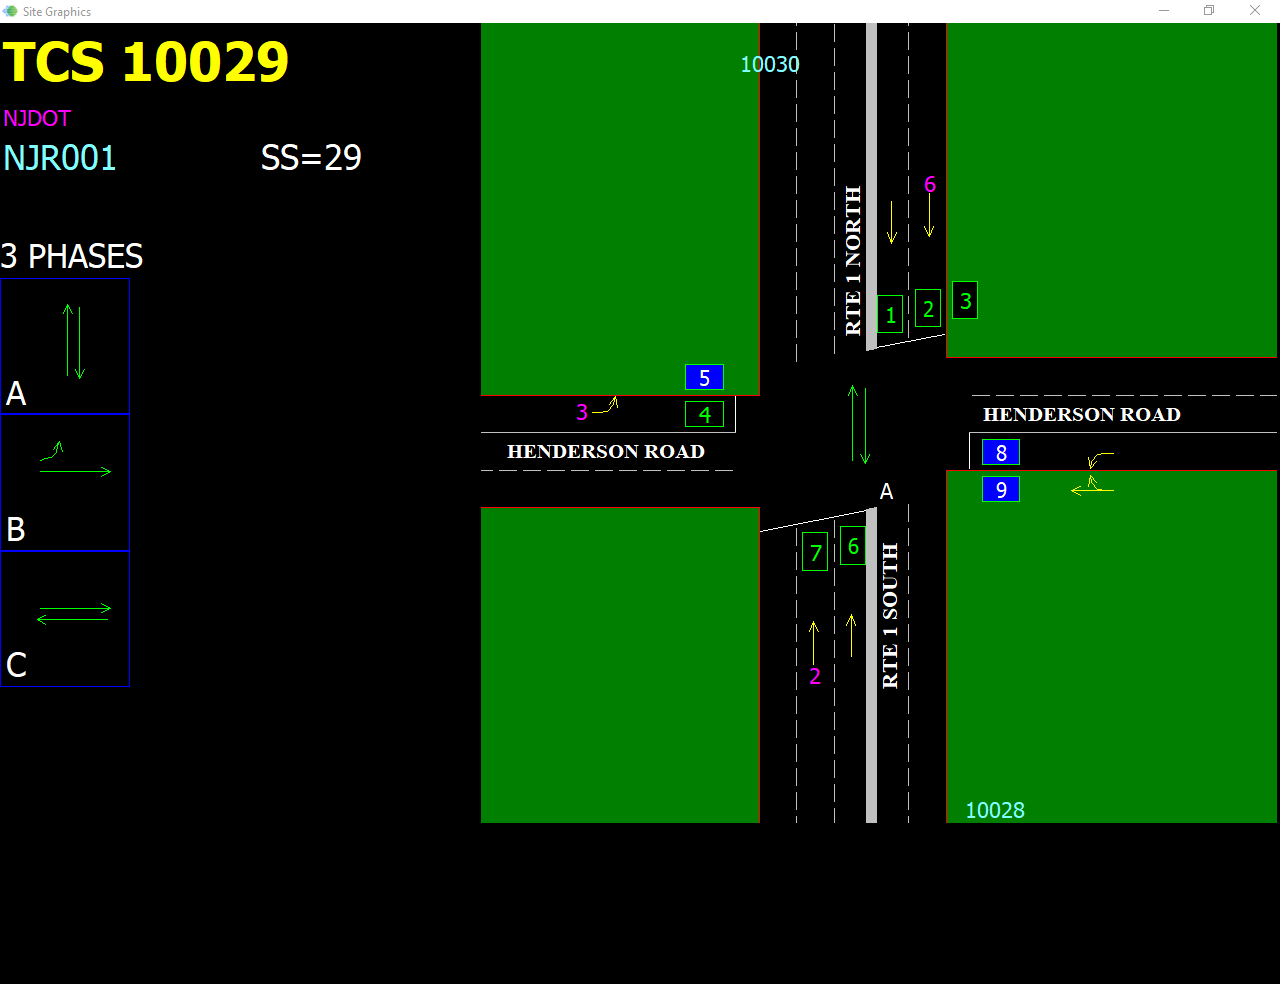 Site Graphics
TCS 10029
NJDOT
NJR001 SS=29
3 PHASES
A
B
C
10030
RTE 1 NORTH
6
1
2
3
5
3
4
HENDERSON ROAD
HENDERSON ROAD
8
9
A
7
6
RTE 1 SOUTH
2
10028